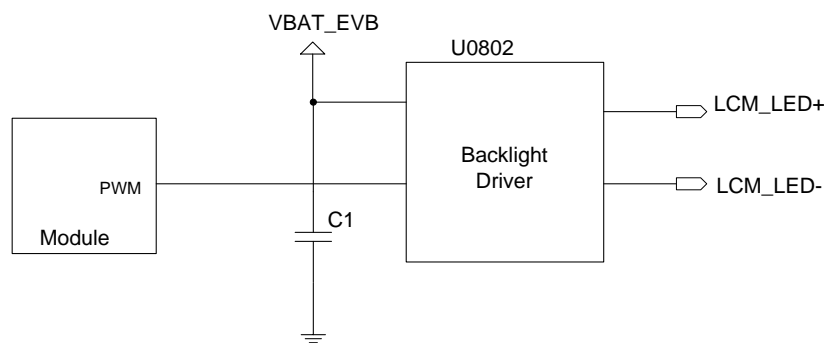 VBAT_EVB
U0802
LCM_LED+
Backlight
Driver
PWM
LCM_LED-
C1
Module